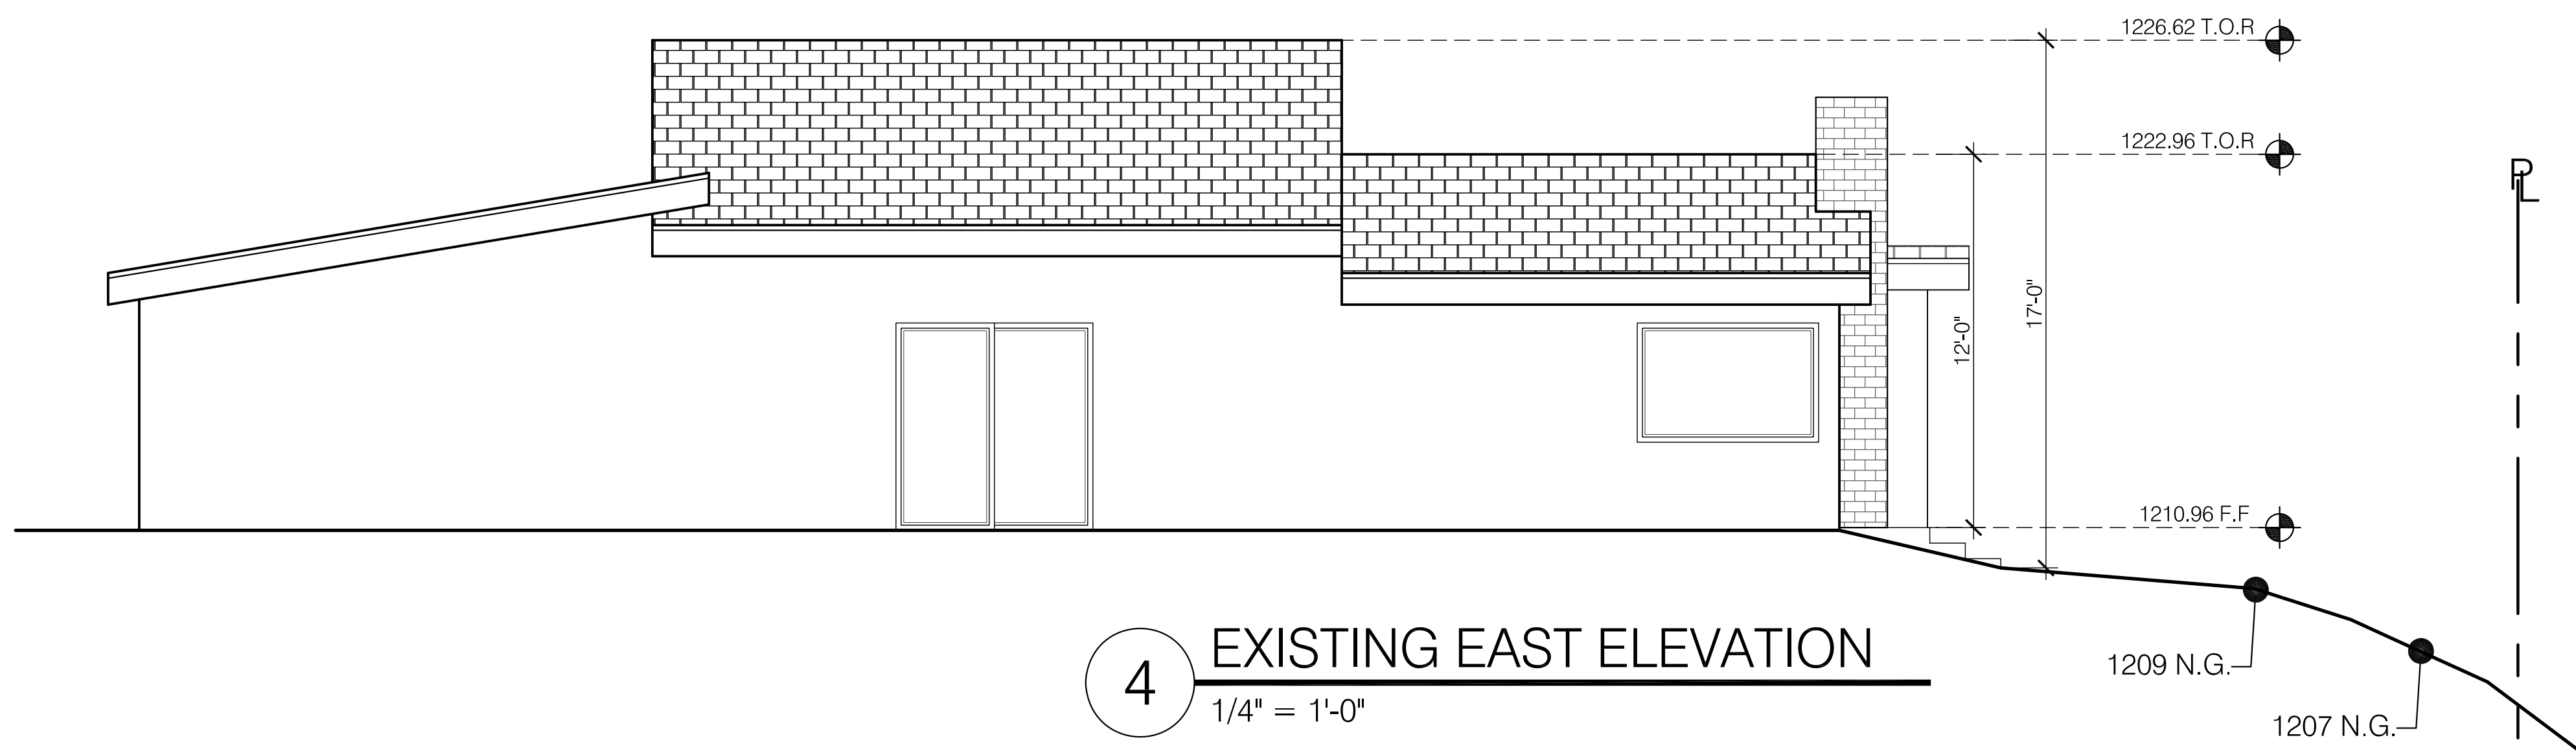 1226.62 T.O.R
1222.96 T.O.R
PL
17'-0"
12'-0"
1210.96 F.F
4
EXISTING EAST ELEVATION
1/4" = 1'-0"
1209 N.G.
1207 N.G.